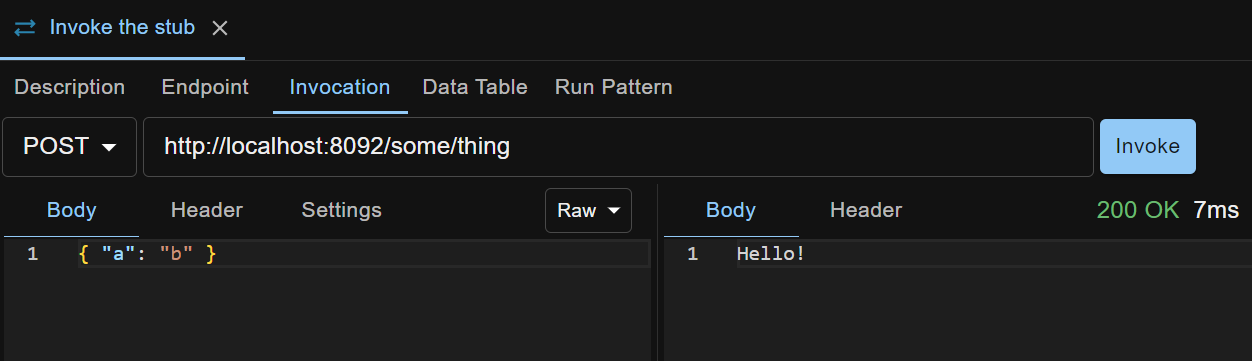 Invoke the stub
Description Endpoint Invocation Data Table Run Pattern
POST http://localhost:8092/some/thing Invoke
Body Header Settings Raw Body Header 200 OK 7ms
1 { "a": "b" } 1 Hello!